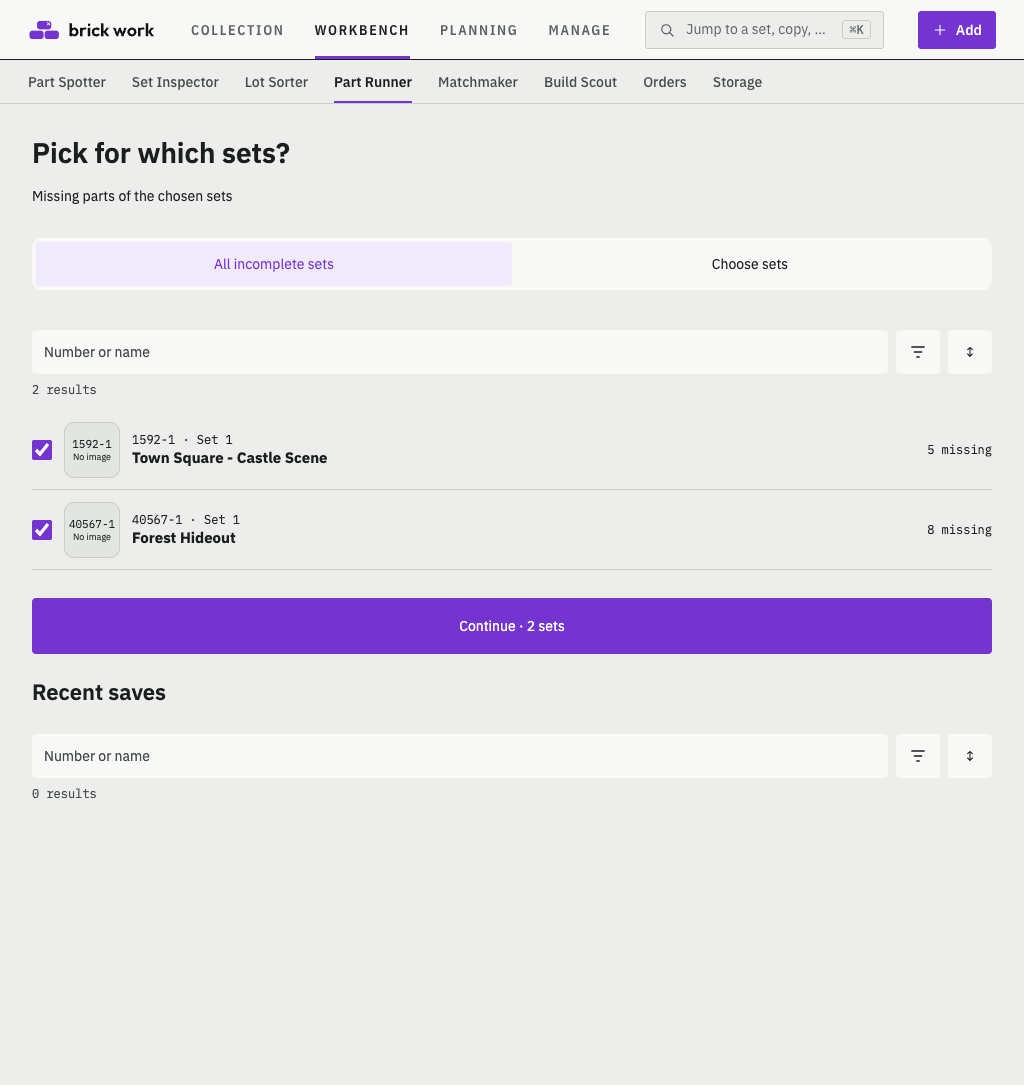 brick work
COLLECTION
WORKBENCH
PLANNING
MANAGE
Jump to a set, copy, ...
⌘K
Add
Part Spotter
Set Inspector
Lot Sorter
Part Runner
Matchmaker
Build Scout
Orders
Storage
Pick for which sets?
Missing parts of the chosen sets
All incomplete sets
Choose sets
Number or name
2 results
1592-1
No image
1592-1 · Set 1
Town Square - Castle Scene
5 missing
40567-1
No image
40567-1 · Set 1
Forest Hideout
8 missing
Continue · 2 sets
Recent saves
Number or name
0 results